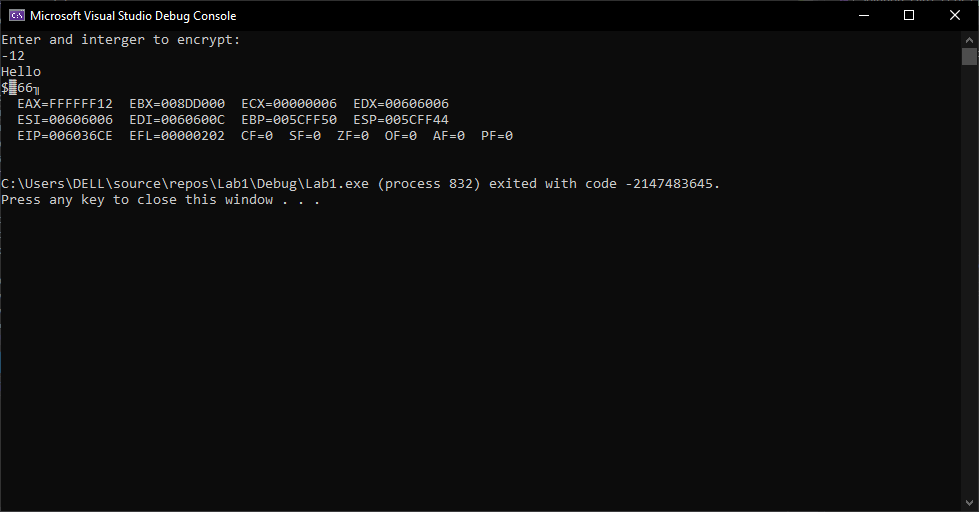 Microsoft Visual Studio Debug Console
Enter and interger to encrypt:
-12
Hello
$▓66╖
EAX=FFFFFF12 EBX=008DD000 ECX=00000006 EDX=00606006
ESI=00606006 EDI=0060600C EBP=005CFF50 ESP=005CFF44
EIP=006036CE EFL=00000202 CF=0 SF=0 ZF=0 OF=0 AF=0 PF=0
C:\Users\DELL\source\repos\Lab1\Debug\Lab1.exe (process 832) exited with code -2147483645.
Press any key to close this window . . .